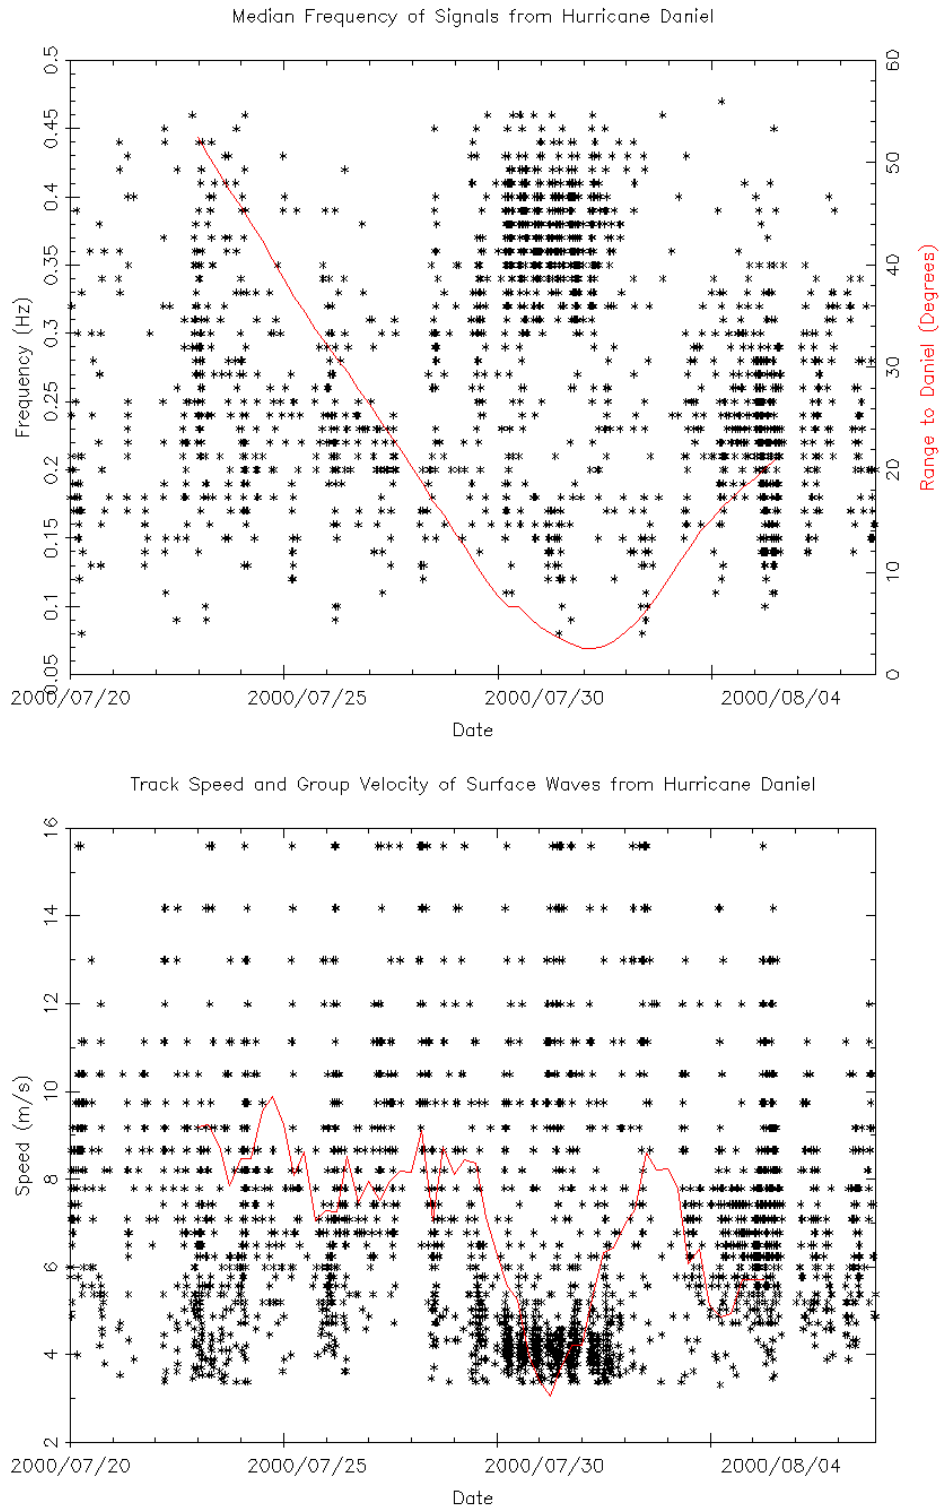 Median Frequency of Signals from Hurricane Daniel
0.5
0.45
0.4
0.35
0.3
0.25
0.2
0.15
0.1
0.05
Frequency (Hz)
60
50
40
30
20
10
0
Range to Daniel (Degrees)
2000/07/20 2000/07/25 2000/07/30 2000/08/04
Date
Track Speed and Group Velocity of Surface Waves from Hurricane Daniel
16
14
12
10
8
6
4
2
Speed (m/s)
2000/07/20 2000/07/25 2000/07/30 2000/08/04
Date